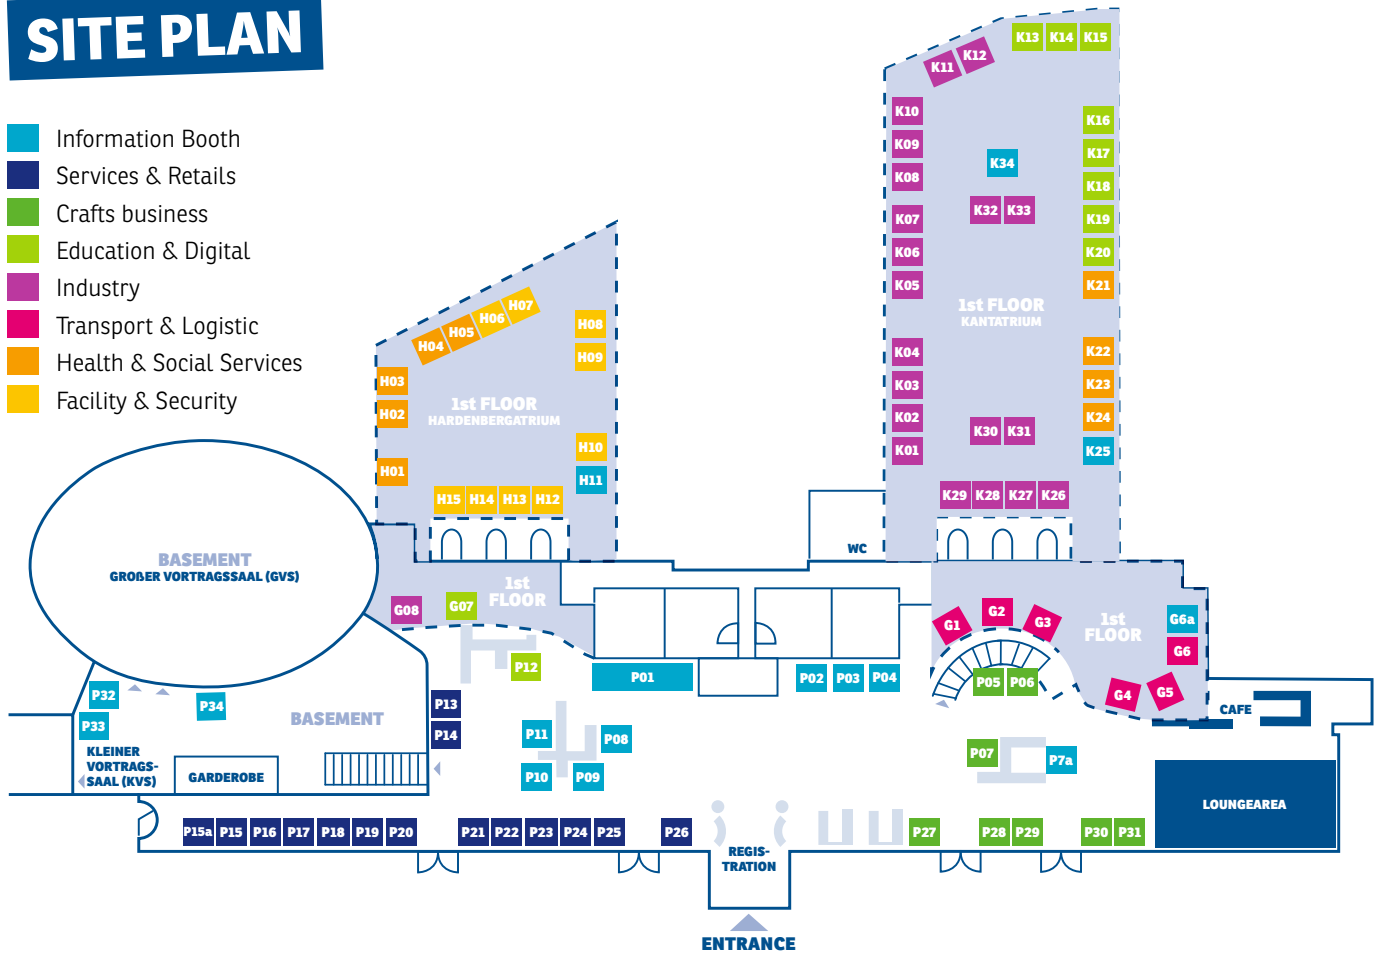 SITE PLAN
Information Booth
Services & Retails
Crafts business
Education & Digital
Industry
Transport & Logistic
Health & Social Services
Facility & Security
K13 K14 K15
K12
K11
K10
K09
K08
K07
K06
K05
K04
K03
K02
K01
K16
K17
K18
K19
K20
K21
K22
K23
K24
K25
K34
K32 K33
1st FLOOR
KANTATRIUM
K30 K31
K29 K28 K27 K26
H07
H06
H05
H04
H03
H02
H01
H08
H09
H10
H11
1st FLOOR
HARDENBERGATRIUM
H15 H14 H13 H12
BASEMENT
GROßER VORTRAGSSAAL (GVS)
WC
1st
FLOOR
G08
G07
P12
P01
P02 P03 P04
G1
G2
G3
1st
FLOOR
G6a
G6
G5
G4
P05 P06
CAFE
P32
P33
P34
BASEMENT
KLEINER
VORTRAGS-
SAAL (KVS)
GARDEROBE
P13
P14
P11
P08
P10
P09
P07
P7a
LOUNGEAREA
P15a P15 P16 P17 P18 P19 P20
P21 P22 P23 P24 P25
P26
P27
P28 P29
P30 P31
REGIS-
TRATION
ENTRANCE